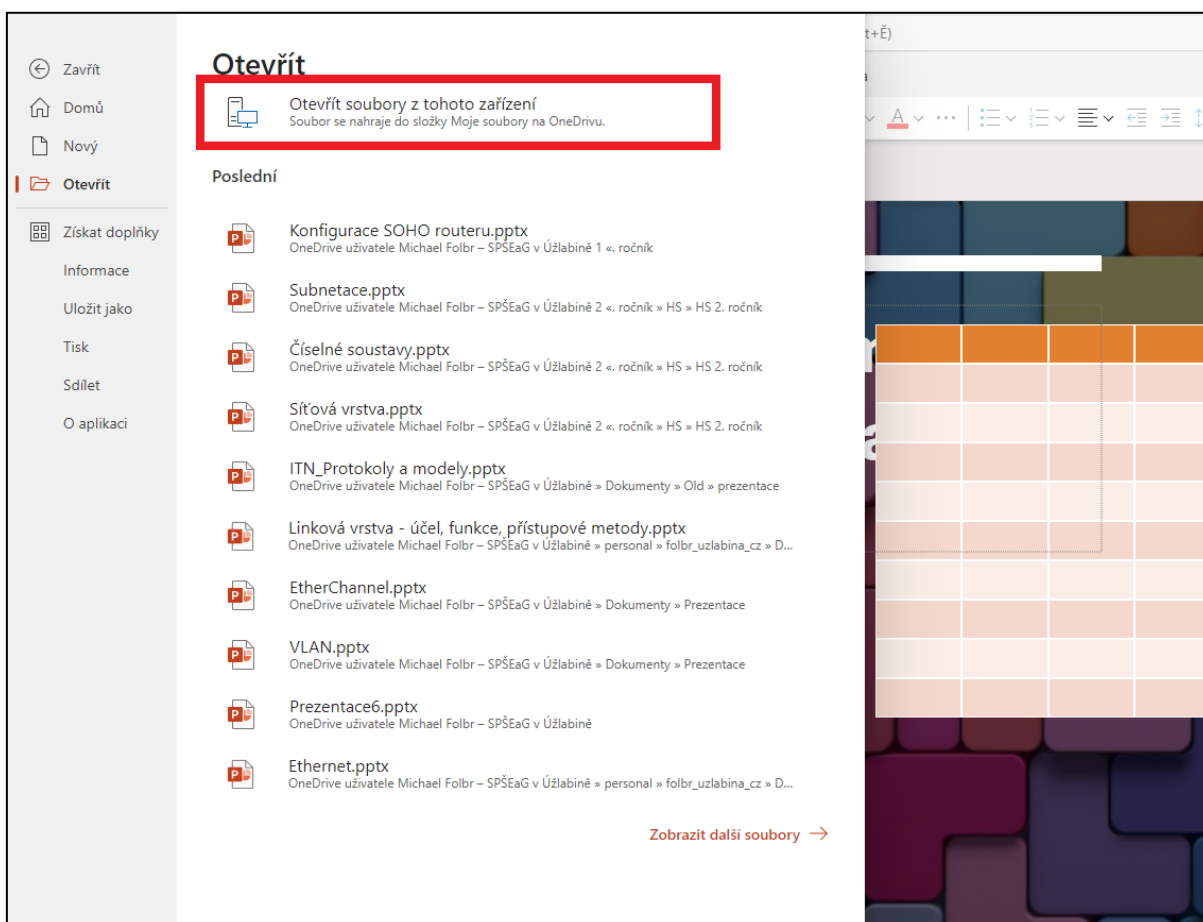 t+Ě)
Zavřít
Domů
Nový
Otevřít
Získat doplňky
Informace
Uložit jako
Tisk
Sdílet
O aplikaci
Otevřít
Otevřít soubory z tohoto zařízení
Soubor se nahraje do složky Moje soubory na OneDrivu.
Poslední
Konfigurace SOHO routeru.pptx
OneDrive uživatele Michael Folbr – SPŠEaG v Úžlabině 1 «. ročník
Subnetace.pptx
OneDrive uživatele Michael Folbr – SPŠEaG v Úžlabině 2 «. ročník » HS » HS 2. ročník
Číselné soustavy.pptx
OneDrive uživatele Michael Folbr – SPŠEaG v Úžlabině 2 «. ročník » HS » HS 2. ročník
Síťová vrstva.pptx
OneDrive uživatele Michael Folbr – SPŠEaG v Úžlabině 2 «. ročník » HS » HS 2. ročník
ITN_Protokoly a modely.pptx
OneDrive uživatele Michael Folbr – SPŠEaG v Úžlabině » Dokumenty » Old » prezentace
Linková vrstva - účel, funkce, přístupové metody.pptx
OneDrive uživatele Michael Folbr – SPŠEaG v Úžlabině » personal » folbr_uzlabina_cz » D...
EtherChannel.pptx
OneDrive uživatele Michael Folbr – SPŠEaG v Úžlabině » Dokumenty » Prezentace
VLAN.pptx
OneDrive uživatele Michael Folbr – SPŠEaG v Úžlabině » Dokumenty » Prezentace
Prezentace6.pptx
OneDrive uživatele Michael Folbr – SPŠEaG v Úžlabině
Ethernet.pptx
OneDrive uživatele Michael Folbr – SPŠEaG v Úžlabině » personal » folbr_uzlabina_cz » D...
Zobrazit další soubory